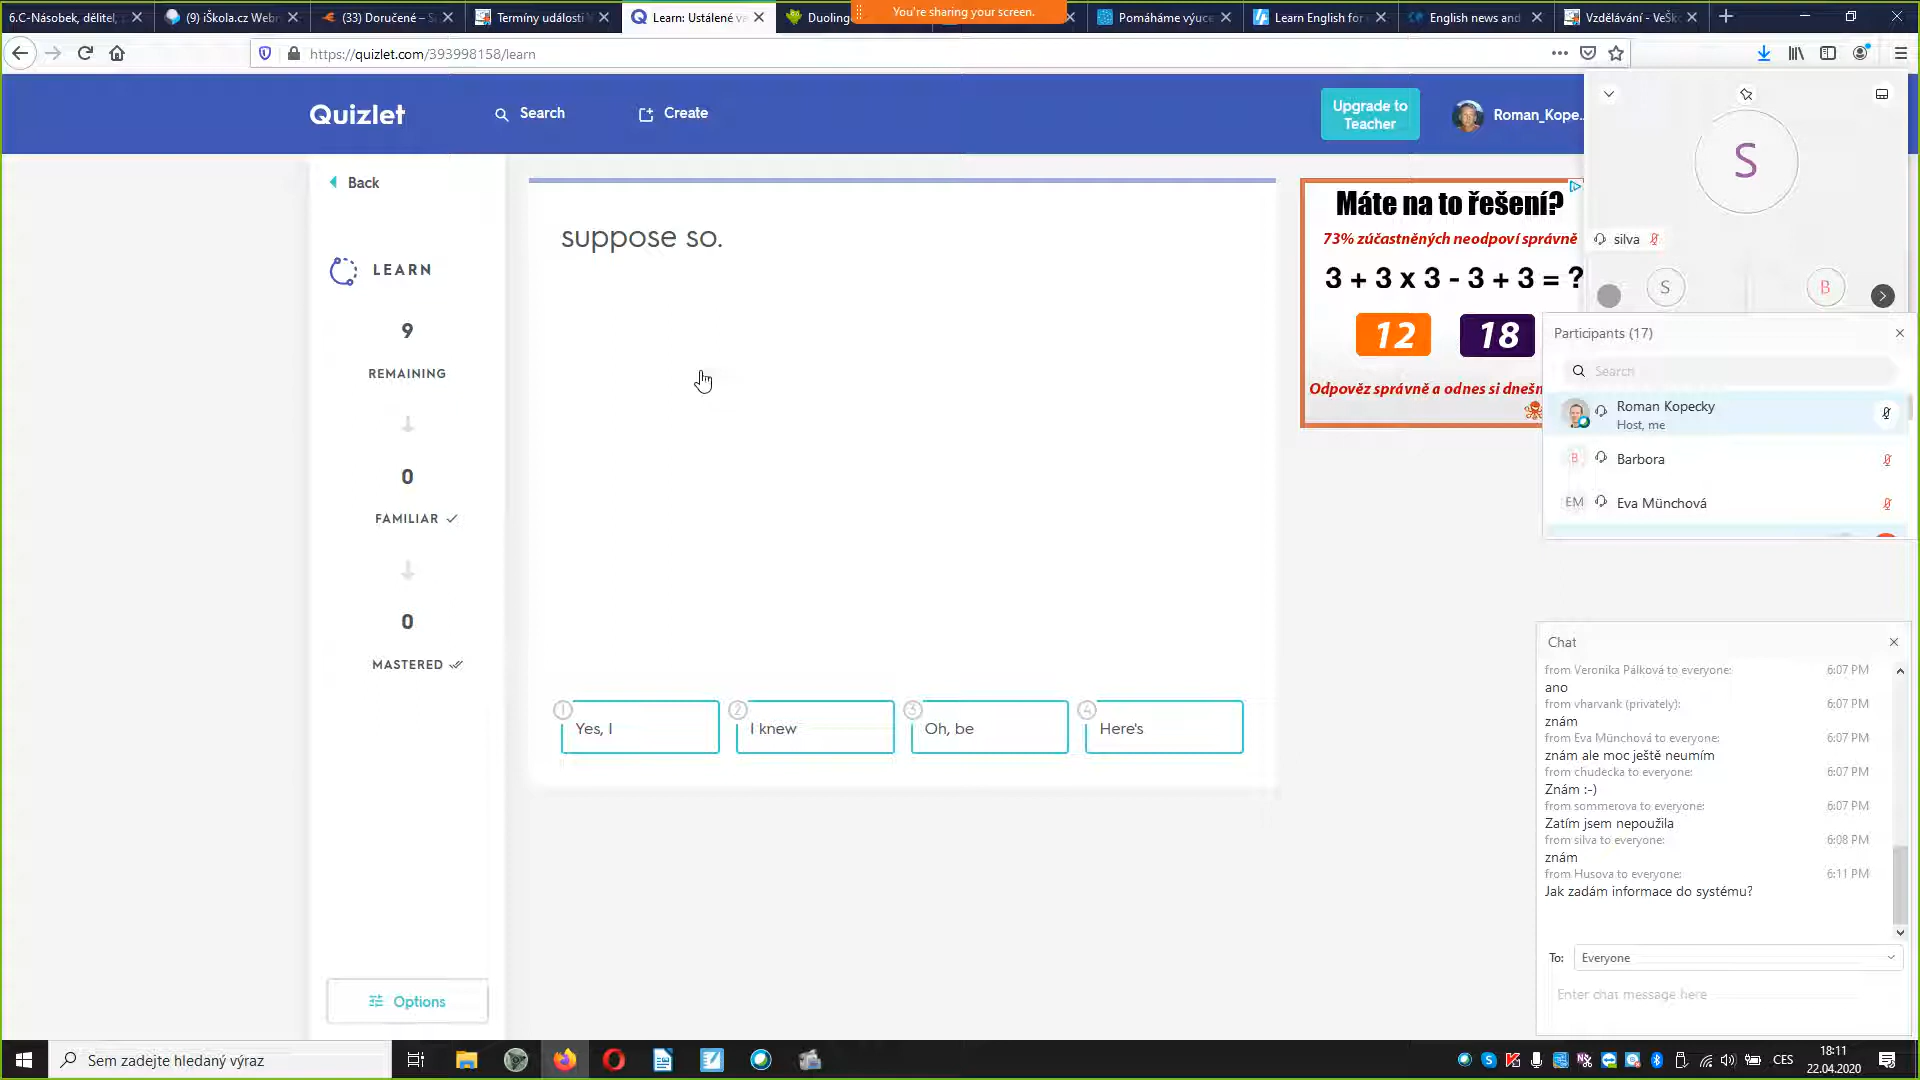 6.C-Násobek, dělitel,
(9) iŠkola.cz Webr
(33) Doručené – S
Termíny události
Learn: Ustálené va
Duoling
You're sharing your screen.
Pomáháme výuce
Learn English for
English news and
Vzdělávání - VeŠk
https://quizlet.com/393998158/learn
Quizlet
Search
Create
Upgrade to
Teacher
Roman_Kope..
Back
LEARN
9
REMAINING
0
FAMILIAR
0
MASTERED
Options
suppose so.
1
Yes, I
2
I knew
3
Oh, be
4
Here's
Máte na to řešení?
73% zúčastněných neodpoví správně
3 + 3 x 3 - 3 + 3 = ?
12
18
Odpověz správně a odnes si dnešn
S
silva
S
B
Participants (17)
Search
Roman Kopecky
Host, me
B
Barbora
EM
Eva Münchová
Chat
from Veronika Pálková to everyone:
6:07 PM
ano
from vharvank (privately):
6:07 PM
znám
from Eva Münchová to everyone:
6:07 PM
znám ale moc ještě neumím
from chudecka to everyone:
6:07 PM
Znám :-)
from sommerova to everyone:
6:07 PM
Zatím jsem nepoužila
from silva to everyone:
6:08 PM
znám
from Husova to everyone:
6:11 PM
Jak zadám informace do systému?
To:
Everyone
Enter chat message here
Sem zadejte hledaný výraz
CES
18:11
22.04.2020